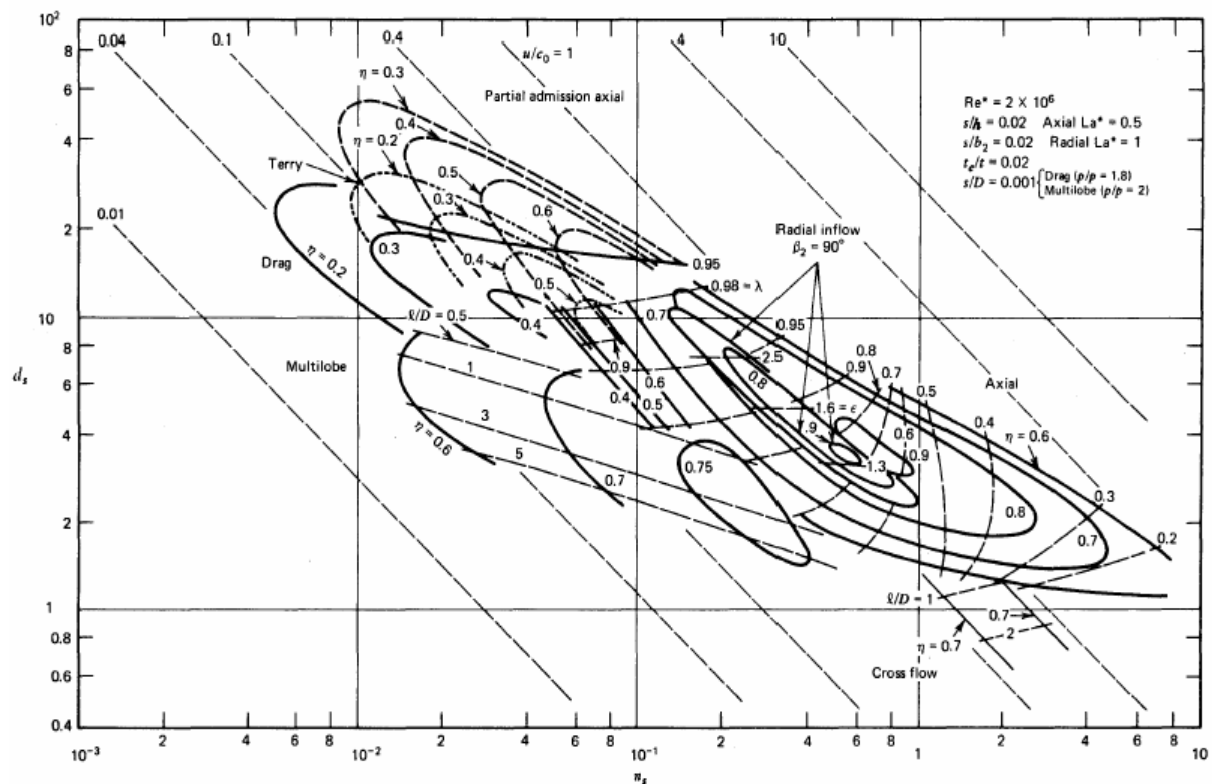 10²
8
6
4
2
10
8
6
4
2
1
0.8
0.6
0.4
d_s
0.04
0.1
0.4
u/c₀ = 1
4
10
η = 0.3
Partial admission axial
Re* = 2 × 10⁶
s/h = 0.02 Axial La* = 0.5
s/b₂ = 0.02 Radial La* = 1
t_e/t = 0.02
s/D = 0.001 { Drag (p/p = 1.8)
Multilobe (p/p = 2)
0.4
η = 0.2
Terry
0.5
0.01
0.3
0.6
Radial inflow
β₂ = 90°
η = 0.2
0.3
Drag
0.4
0.95
0.98 = λ
0.5
ℓ/D = 0.5
0.4
0.7
0.95
Multilobe
1
0.9
2.5
0.8
0.9
0.7
0.5
Axial
0.8
0.6
0.4
0.5
1.6 = ϵ
0.4
η = 0.6
3
.9
0.6
0.9
η = 0.6
5
0.75
1.3
0.7
0.8
0.3
0.7
0.2
ℓ/D = 1
0.7
η = 0.7
2
Cross flow
10⁻³
2
4
6
8
10⁻²
2
4
6
8
10⁻¹
2
4
6
8
1
2
4
6
8
10
n_s